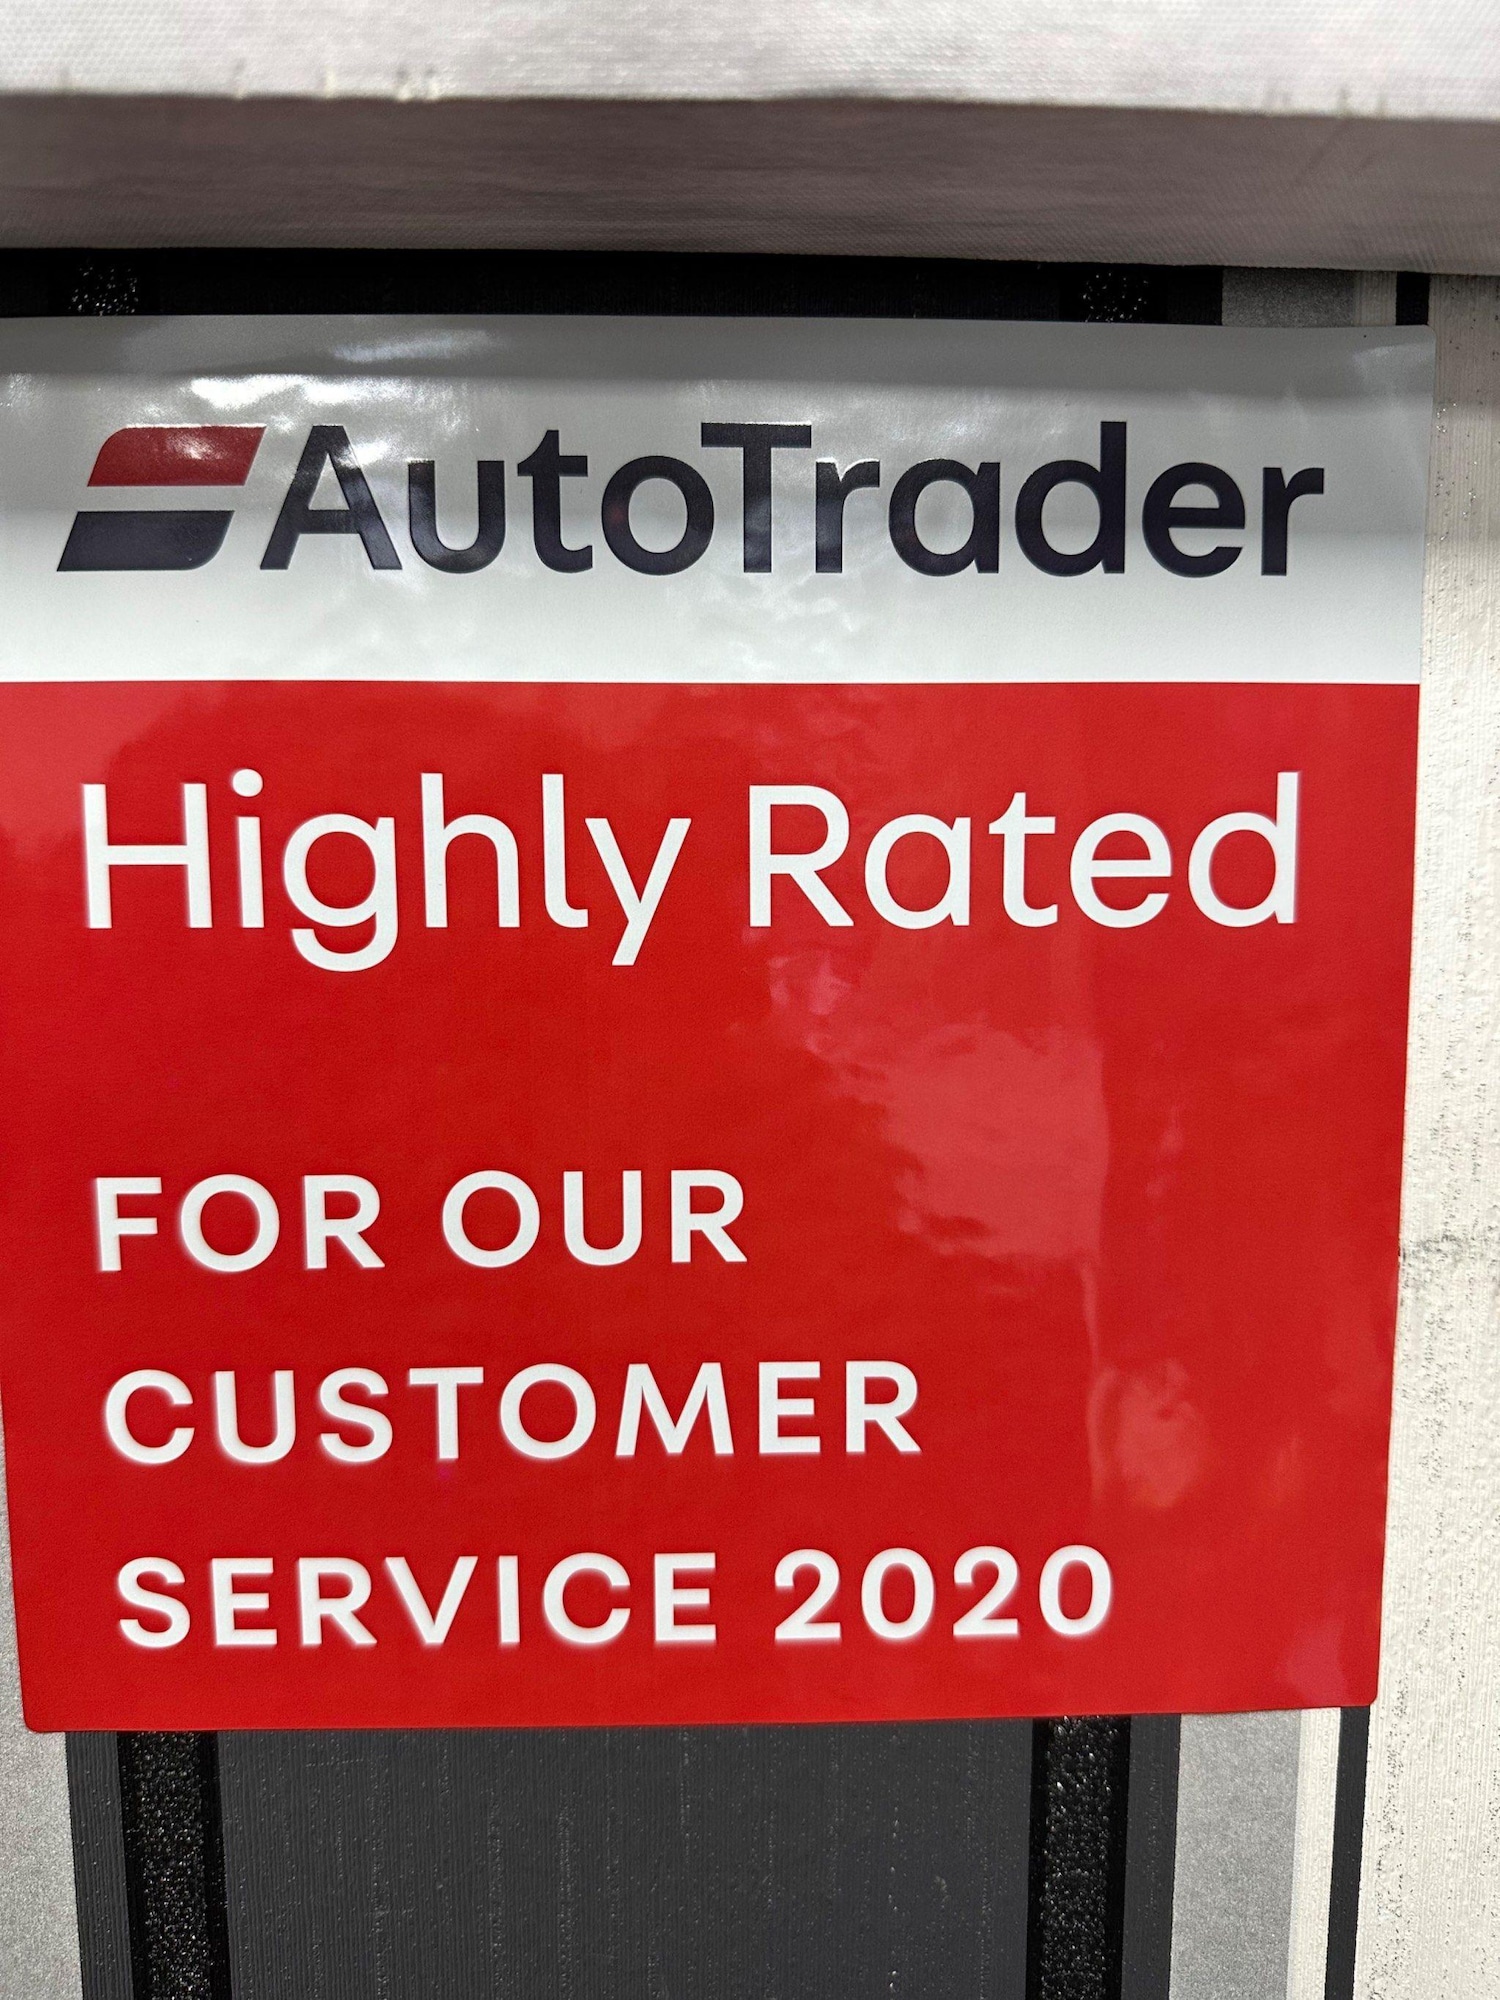 AutoTrader
Highly Rated
FOR OUR
CUSTOMER
SERVICE 2020